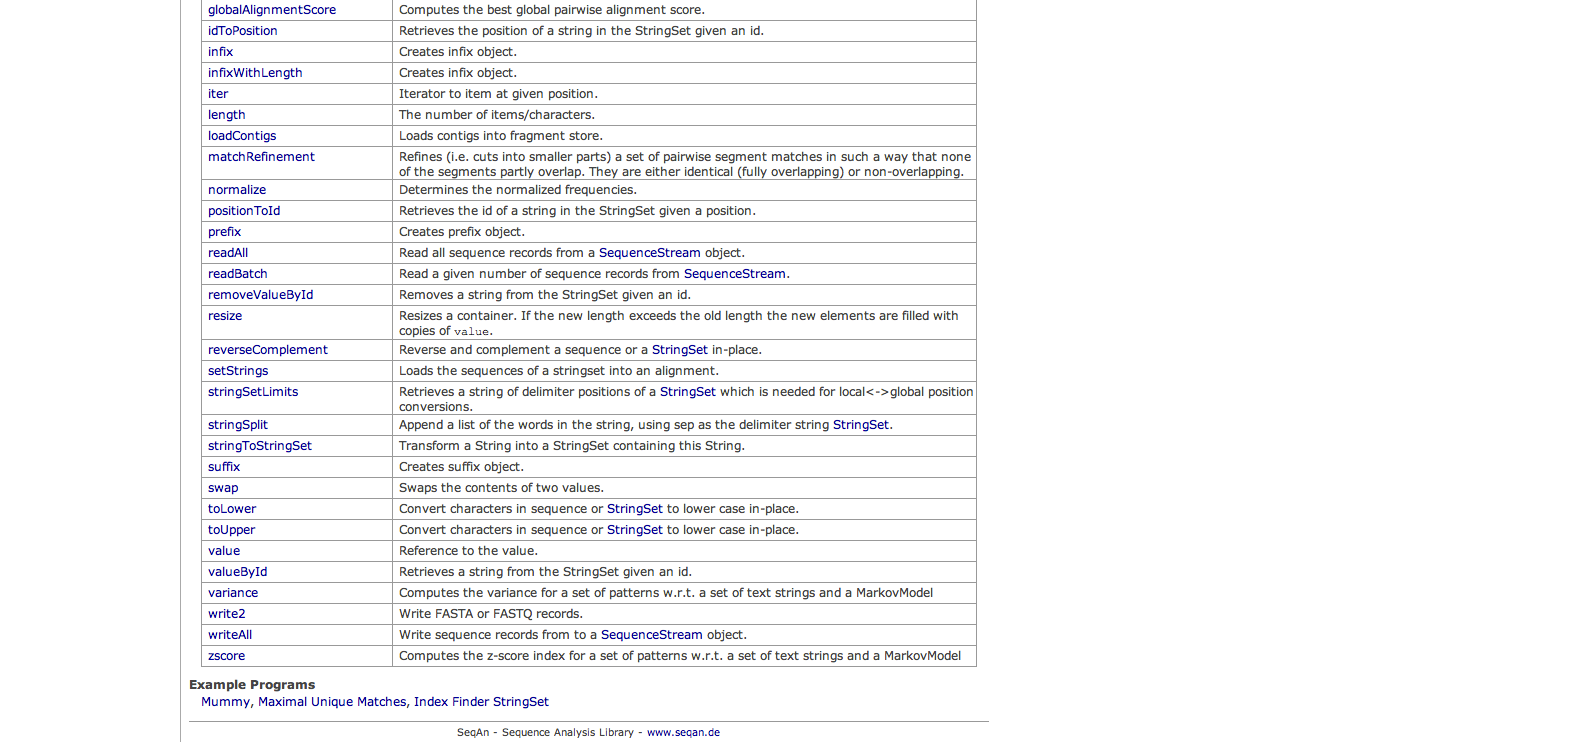 globalAlignmentScore Computes the best global pairwise alignment score.
idToPosition Retrieves the position of a string in the StringSet given an id.
infix Creates infix object.
infixWithLength Creates infix object.
iter Iterator to item at given position.
length The number of items/characters.
loadContigs Loads contigs into fragment store.
matchRefinement Refines (i.e. cuts into smaller parts) a set of pairwise segment matches in such a way that none
of the segments partly overlap. They are either identical (fully overlapping) or non-overlapping.
normalize Determines the normalized frequencies.
positionToId Retrieves the id of a string in the StringSet given a position.
prefix Creates prefix object.
readAll Read all sequence records from a SequenceStream object.
readBatch Read a given number of sequence records from SequenceStream.
removeValueById Removes a string from the StringSet given an id.
resize Resizes a container. If the new length exceeds the old length the new elements are filled with
copies of value.
reverseComplement Reverse and complement a sequence or a StringSet in-place.
setStrings Loads the sequences of a stringset into an alignment.
stringSetLimits Retrieves a string of delimiter positions of a StringSet which is needed for local<->global position
conversions.
stringSplit Append a list of the words in the string, using sep as the delimiter string StringSet.
stringToStringSet Transform a String into a StringSet containing this String.
suffix Creates suffix object.
swap Swaps the contents of two values.
toLower Convert characters in sequence or StringSet to lower case in-place.
toUpper Convert characters in sequence or StringSet to lower case in-place.
value Reference to the value.
valueById Retrieves a string from the StringSet given an id.
variance Computes the variance for a set of patterns w.r.t. a set of text strings and a MarkovModel
write2 Write FASTA or FASTQ records.
writeAll Write sequence records from to a SequenceStream object.
zscore Computes the z-score index for a set of patterns w.r.t. a set of text strings and a MarkovModel
Example Programs
Mummy, Maximal Unique Matches, Index Finder StringSet
SeqAn - Sequence Analysis Library - www.seqan.de